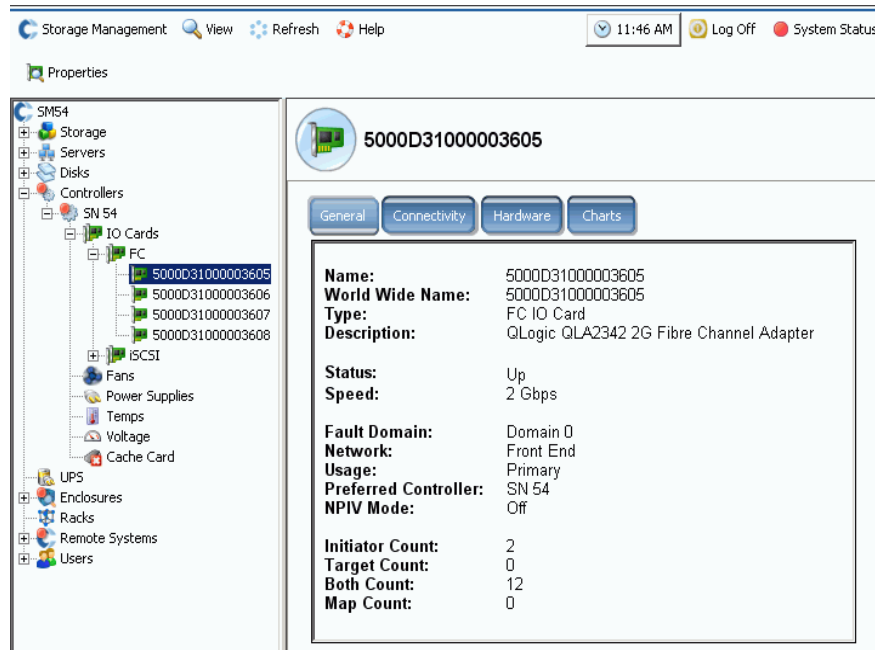 Storage Management View Refresh Help 11:46 AM Log Off System Status
Properties
SM54
Storage
Servers
Disks
Controllers
SN 54
IO Cards
FC
5000D31000003605
5000D31000003606
5000D31000003607
5000D31000003608
iSCSI
Fans
Power Supplies
Temps
Voltage
Cache Card
UPS
Enclosures
Racks
Remote Systems
Users
5000D31000003605
General Connectivity Hardware Charts
Name: 5000D31000003605
World Wide Name: 5000D31000003605
Type: FC IO Card
Description: QLogic QLA2342 2G Fibre Channel Adapter
Status: Up
Speed: 2 Gbps
Fault Domain: Domain 0
Network: Front End
Usage: Primary
Preferred Controller: SN 54
NPIV Mode: Off
Initiator Count: 2
Target Count: 0
Both Count: 12
Map Count: 0